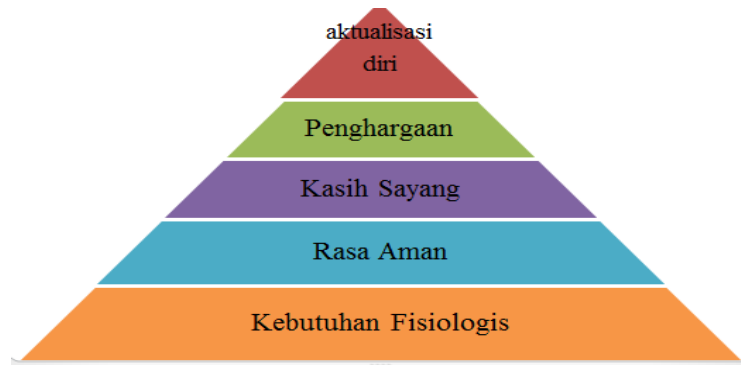 aktualisasi
diri
Penghargaan
Kasih Sayang
Rasa Aman
Kebutuhan Fisiologis